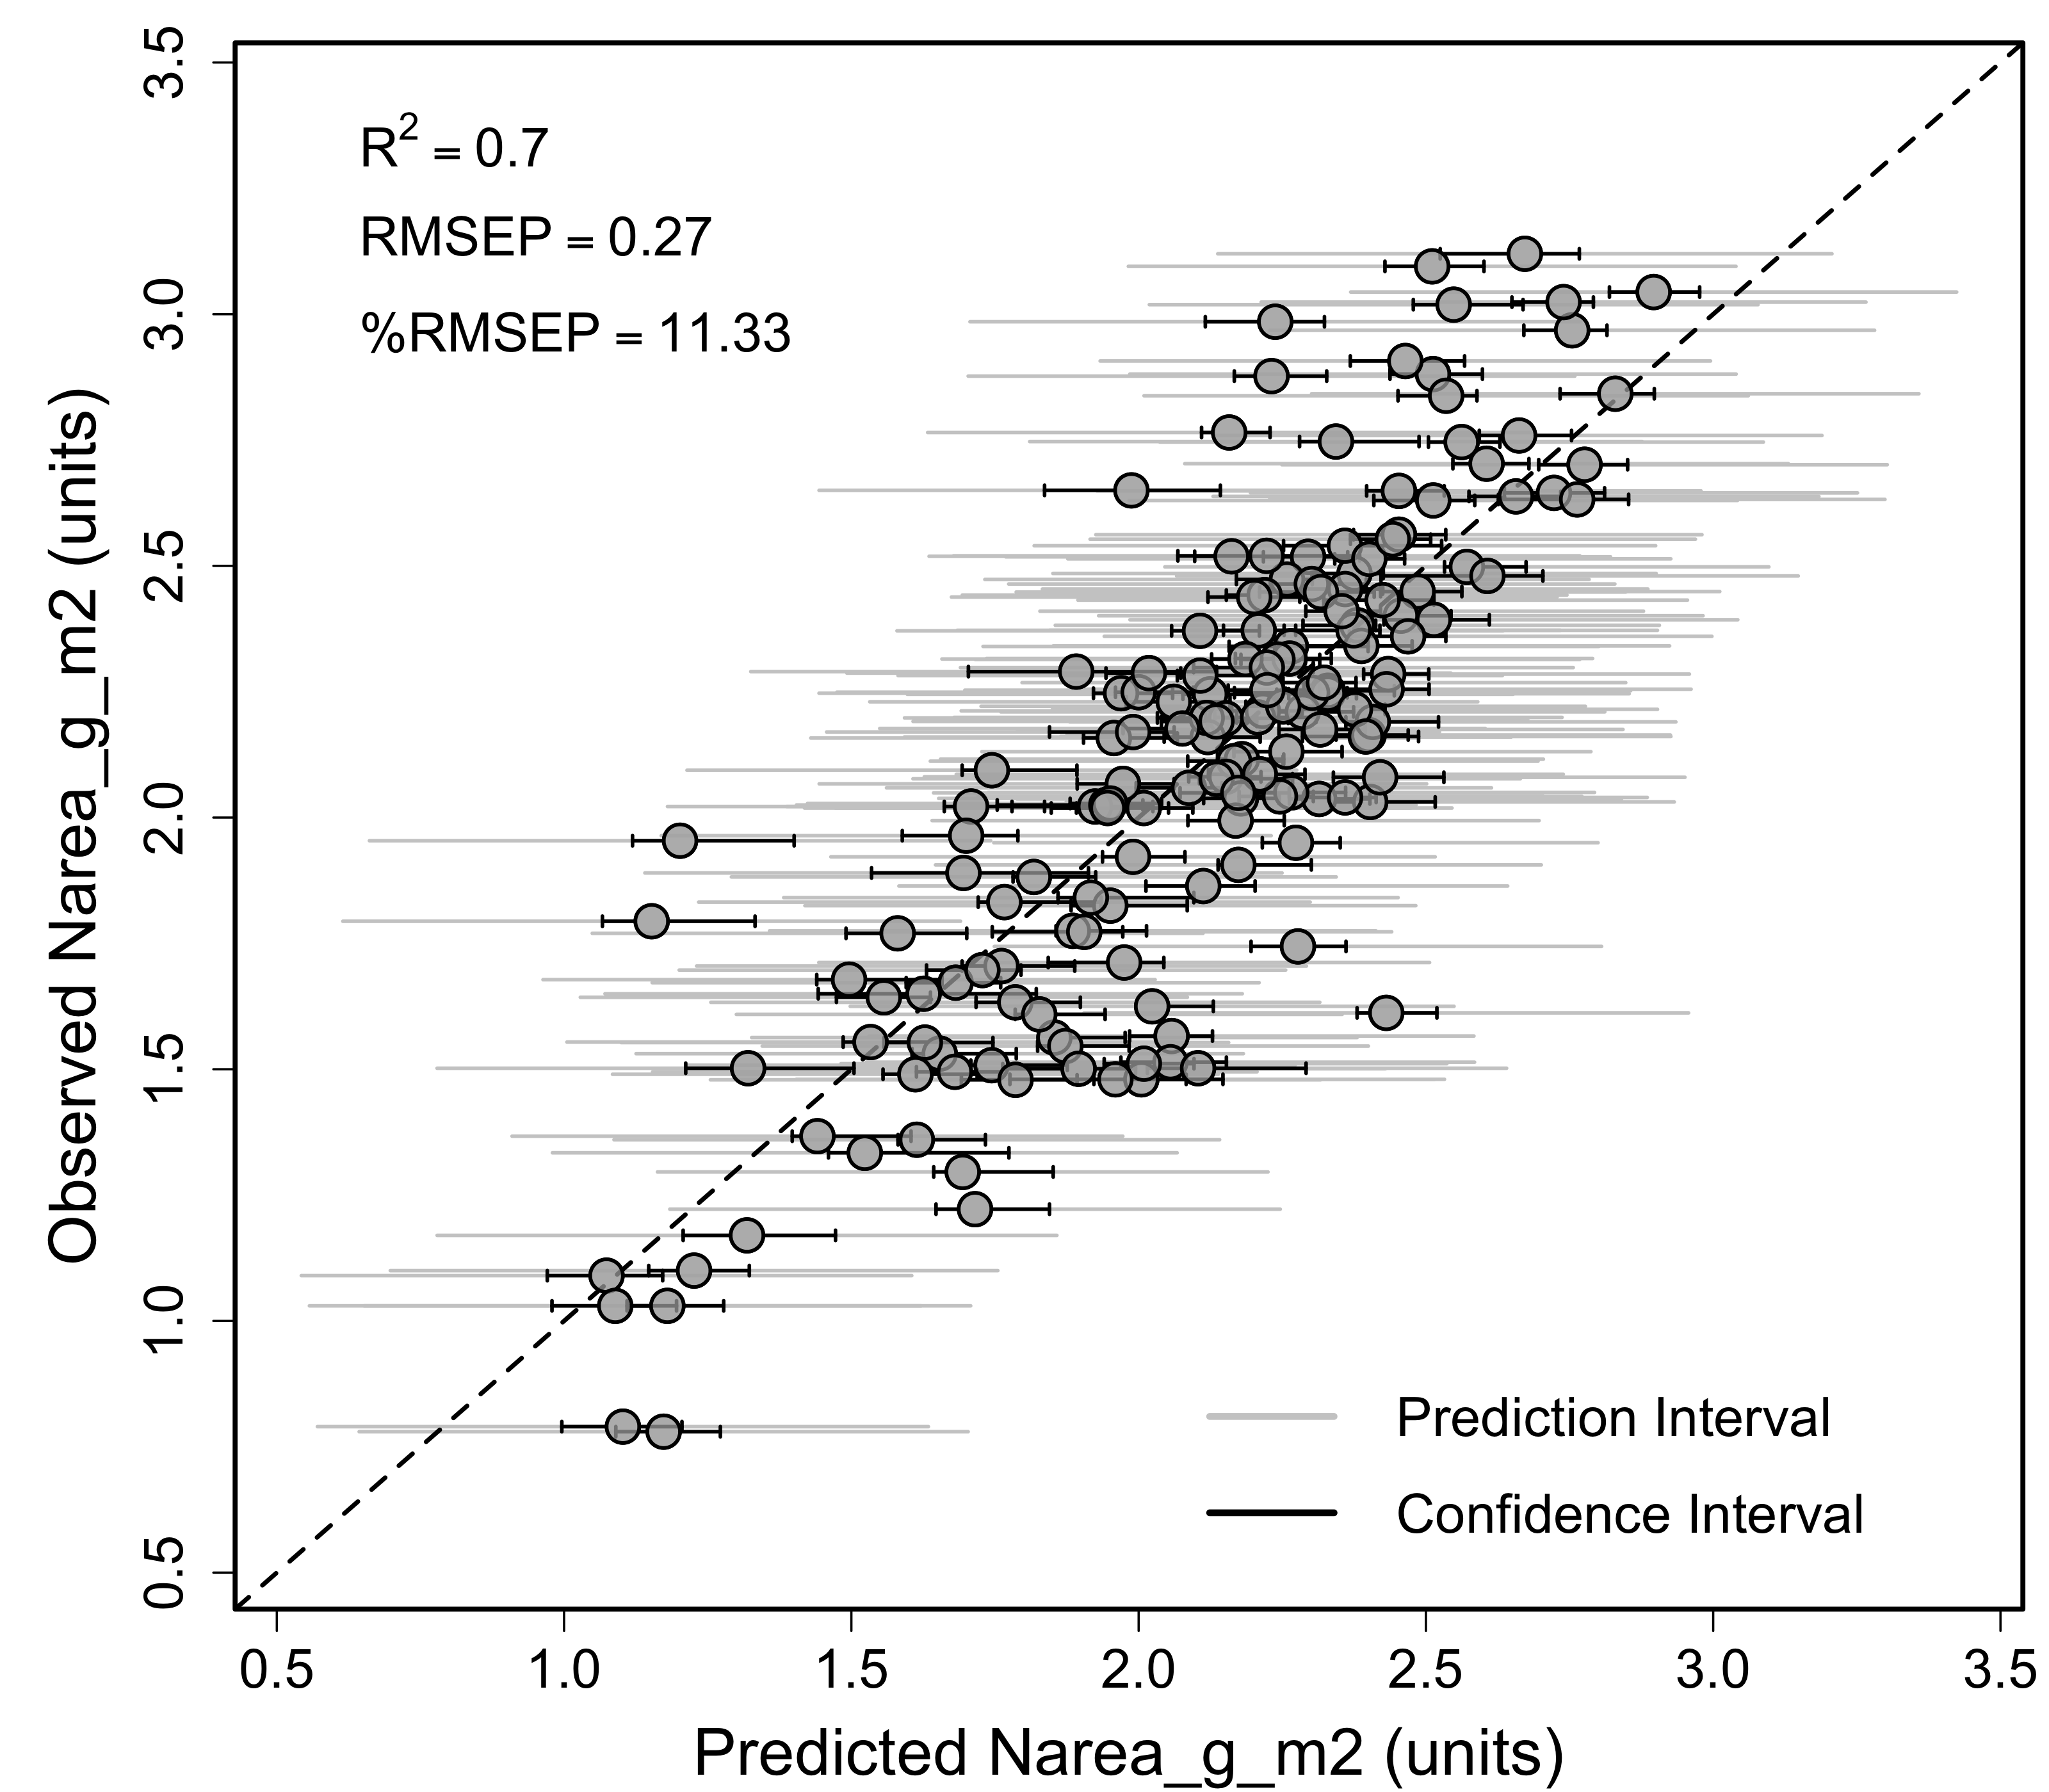 R2 = 0.7
RMSEP = 0.27
%RMSEP = 11.33
Observed Narea_g_m2 (units)
3.5
3.0
2.5
2.0
1.5
1.0
0.5
Prediction Interval
Confidence Interval
0.5 1.0 1.5 2.0 2.5 3.0 3.5
Predicted Narea_g_m2 (units)